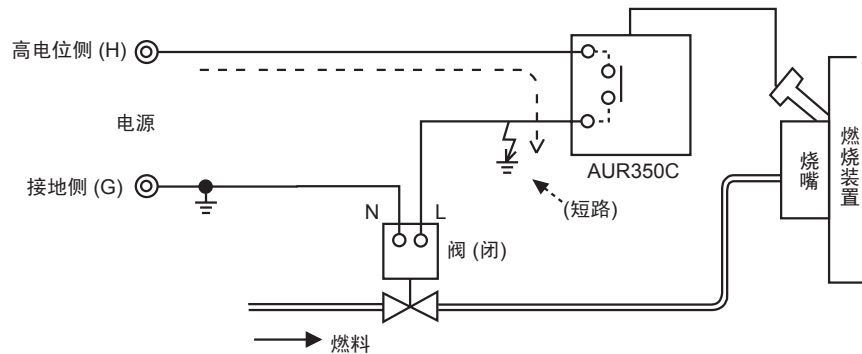 高电位侧 (H)
电源
接地侧 (G)
AUR350C
(短路)
N
L
阀 (闭)
烧嘴
燃烧装置
燃料